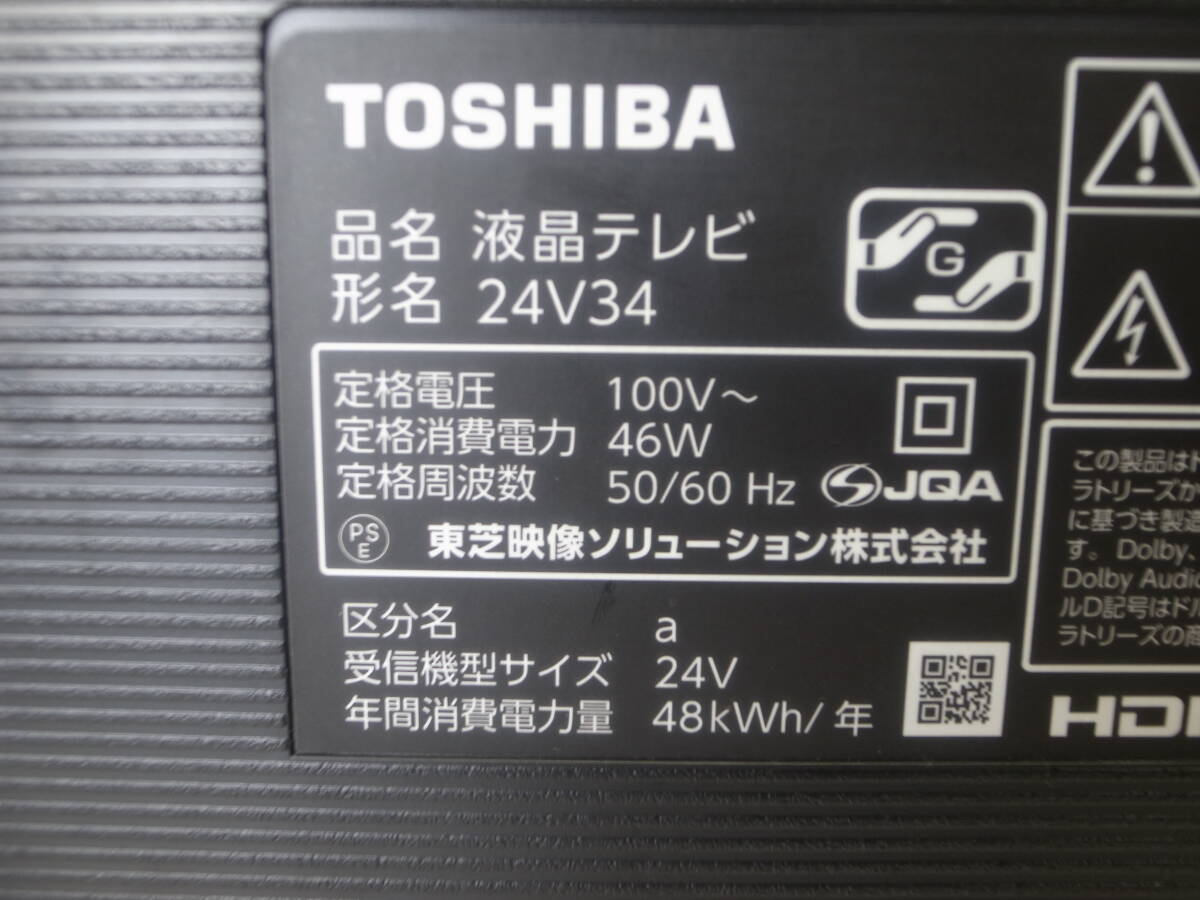 TOSHIBA
品名 液晶テレビ
形名 24V34
G
定格電圧 100V～
定格消費電力 46W
定格周波数 50/60 Hz
JQA
PS
E
東芝映像ソリューション株式会社
区分名 a
受信機型サイズ 24V
年間消費電力量 48kWh/年
この製品は
ラトリーズか
に基づき製造
す。Dolby、
Dolby Audio
ルD記号はドル
ラトリーズの商
HD